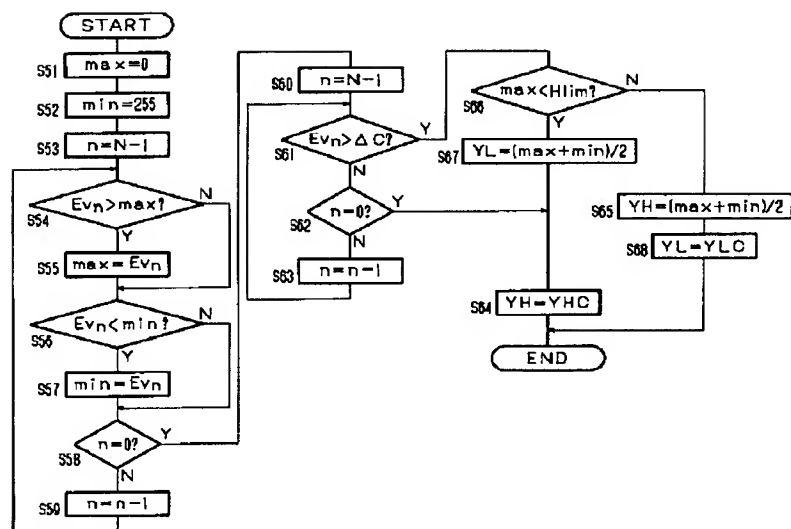 START
S51
max=0
S52
min=255
S53
n=N-1
Evn>max?
N
S54
Y
S55
max=Evn
Evn<min?
N
S56
Y
S57
min=Evn
n=0?
Y
S58
N
S59
n=n-1
S60
n=N-1
Evn>ΔC?
Y
S61
N
n=0?
Y
S62
N
S63
n=n-1
max<Hlim?
N
S66
Y
S67
YL=(max+min)/2
S65
YH=(max+min)/2
S68
YL=YLC
S64
YH=YHC
END